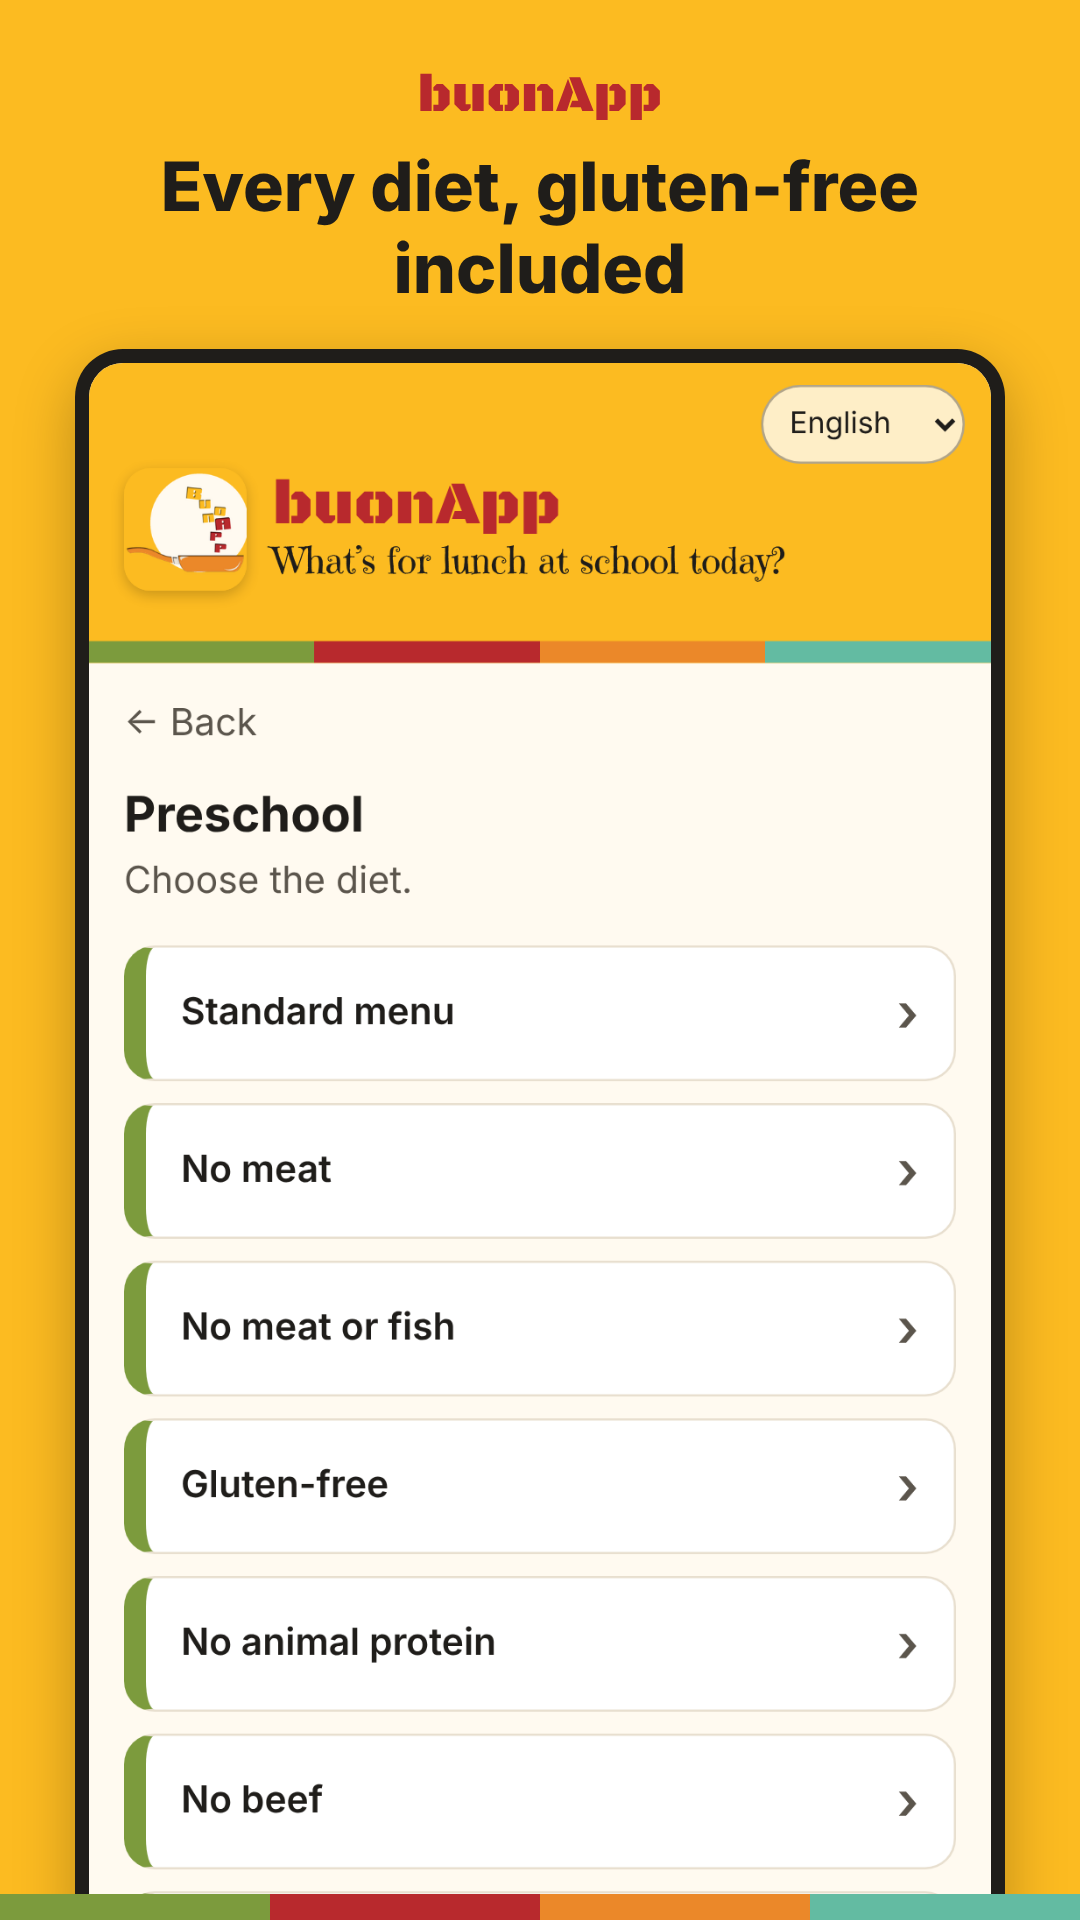 buonApp
Every diet, gluten-free
included
English
buonApp
What's for lunch at school today?
← Back
Preschool
Choose the diet.
Standard menu
No meat
No meat or fish
Gluten-free
No animal protein
No beef